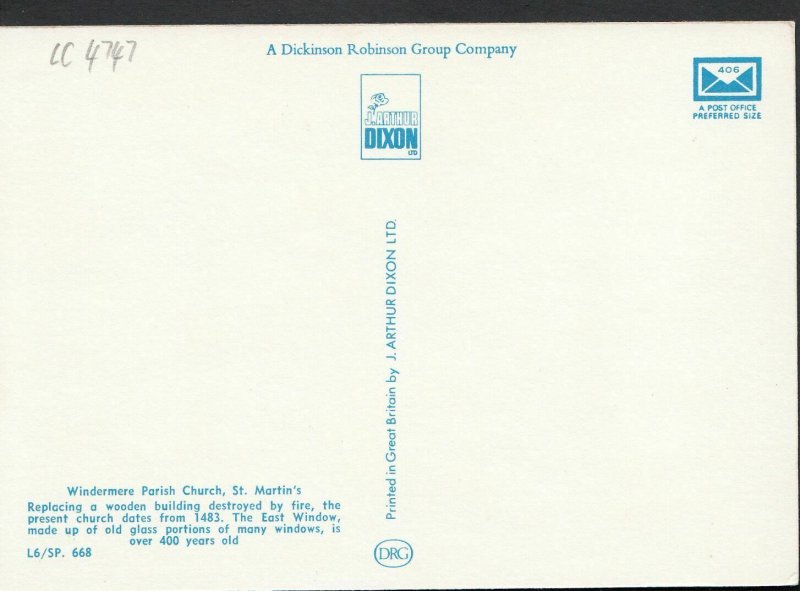 LC 4747
A Dickinson Robinson Group Company
J. ARTHUR
DIXON
LTD
406
A POST OFFICE
PREFERRED SIZE
Printed in Great Britain by J. ARTHUR DIXON LTD.
Windermere Parish Church, St. Martin's
Replacing a wooden building destroyed by fire, the
present church dates from 1483. The East Window,
made up of old glass portions of many windows, is
over 400 years old
L6/SP. 668
DRG